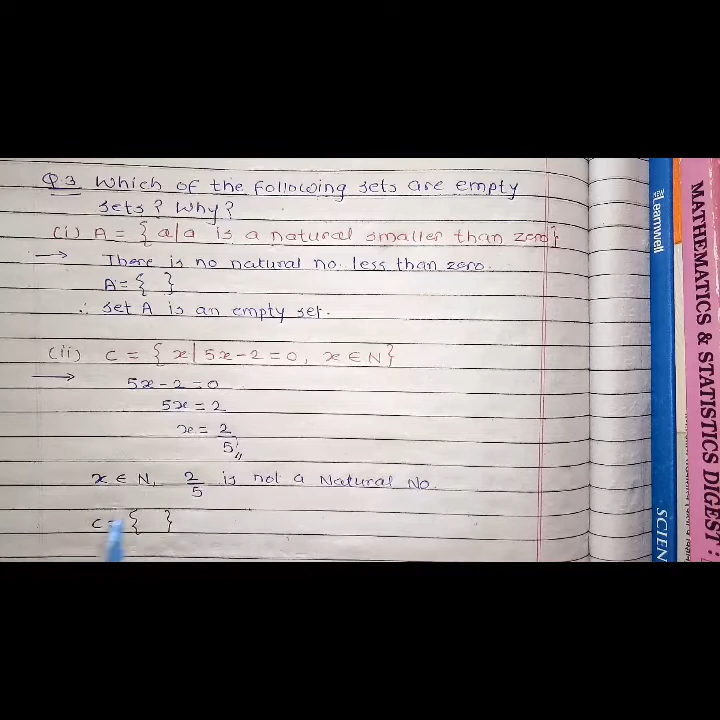 Q.3 Which of the following sets are empty
sets? Why?
(i) A = { a/a is a natural smaller than zero}
→ There is no natural no. less than zero.
A = { }
∴ set A is an empty set.
(ii) C = { x | 5x - 2 = 0, x ∈ N}
→ 5x - 2 = 0
5x = 2
x = 2/5
x ∈ N, 2/5 is not a Natural No.
C = { }
Learnwell
SCIEN
MATHEMATICS & STATISTICS DIGEST :